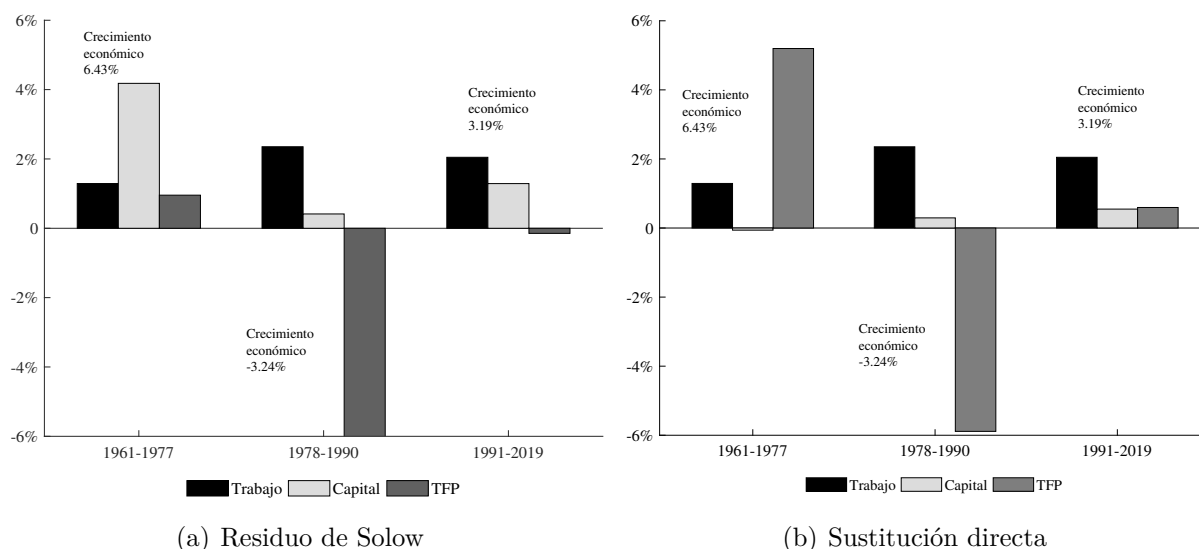 6%
4%
2%
0
-2%
-4%
-6%
Crecimiento
económico
6.43%
Crecimiento
económico
-3.24%
Crecimiento
económico
3.19%
1961-1977
1978-1990
1991-2019
Trabajo
Capital
TFP
(a) Residuo de Solow
6%
4%
2%
0
-2%
-4%
-6%
Crecimiento
económico
6.43%
Crecimiento
económico
-3.24%
Crecimiento
económico
3.19%
1961-1977
1978-1990
1991-2019
Trabajo
Capital
TFP
(b) Sustitución directa